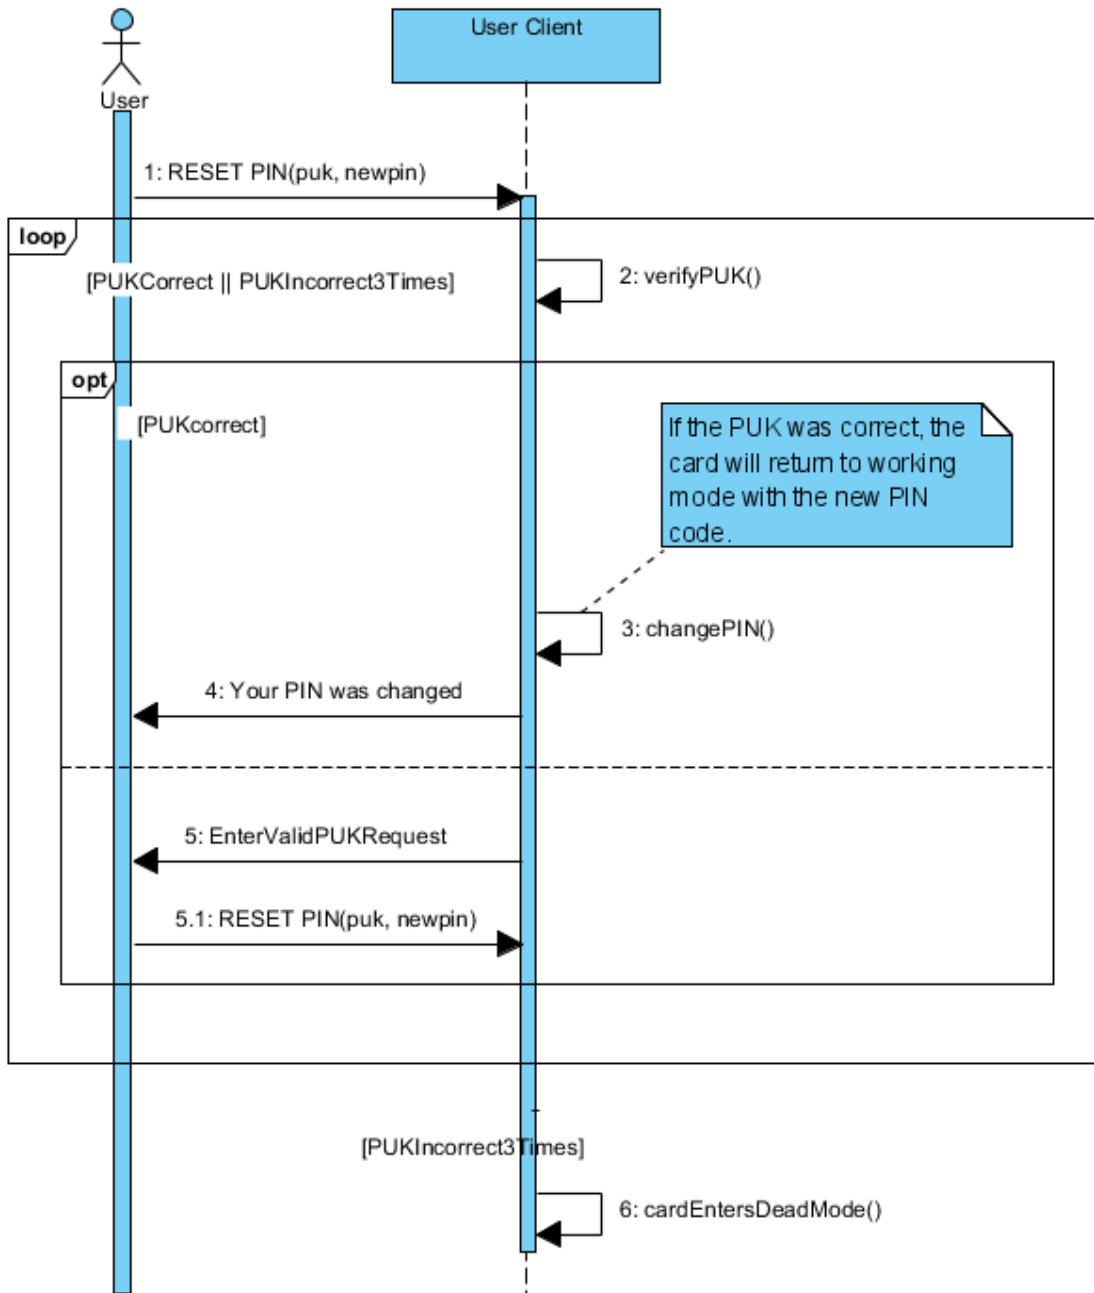 User Client
User
1: RESET PIN(puk, newpin)
loop
[PUKCorrect || PUKIncorrect3Times]
2: verifyPUK()
opt
[PUKcorrect]
If the PUK was correct, the
card will return to working
mode with the new PIN
code.
3: changePIN()
4: Your PIN was changed
5: EnterValidPUKRequest
5.1: RESET PIN(puk, newpin)
[PUKIncorrect3Times]
6: cardEntersDeadMode()